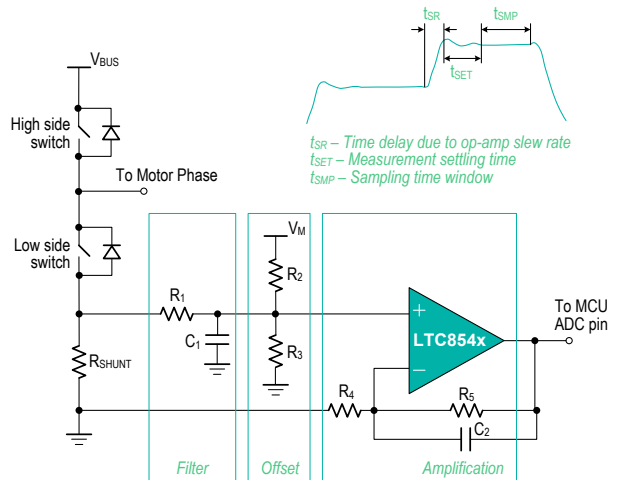 tSR
tSMP
tSET
VBUS
High side
switch
tSR – Time delay due to op-amp slew rate
tSET – Measurement settling time
tSMP – Sampling time window
To Motor Phase
Low side
switch
VM
R2
R1
C1
R3
+
LTC854x
–
To MCU
ADC pin
RSHUNT
R4
R5
C2
Filter
Offset
Amplification